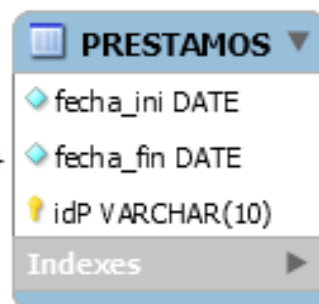 PRESTAMOS
fecha_ini DATE
fecha_fin DATE
idP VARCHAR(10)
Indexes